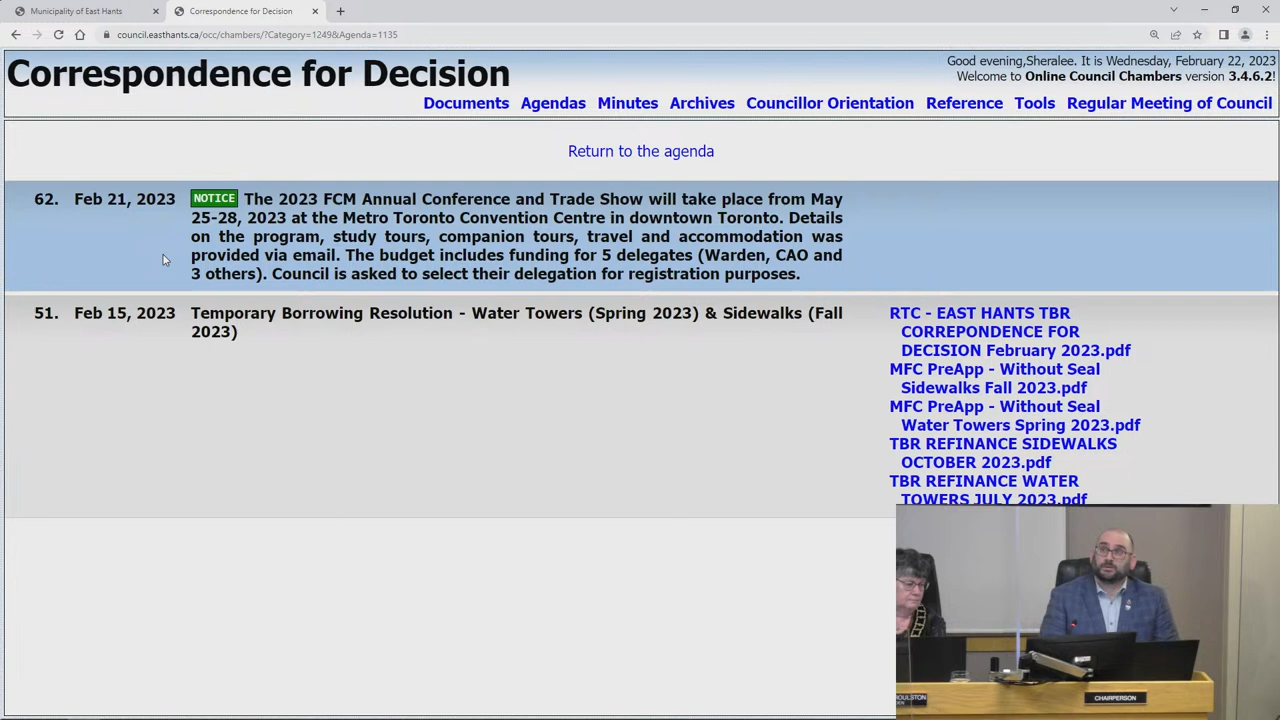 Municipality of East Hants
Correspondence for Decision
council.easthants.ca/occ/chambers/?Category=1249&Agenda=1135
Correspondence for Decision
Good evening,Sheralee. It is Wednesday, February 22, 2023
Welcome to Online Council Chambers version 3.4.6.2!
Documents Agendas Minutes Archives Councillor Orientation Reference Tools Regular Meeting of Council
Return to the agenda
62. Feb 21, 2023 NOTICE The 2023 FCM Annual Conference and Trade Show will take place from May
25-28, 2023 at the Metro Toronto Convention Centre in downtown Toronto. Details
on the program, study tours, companion tours, travel and accommodation was
provided via email. The budget includes funding for 5 delegates (Warden, CAO and
3 others). Council is asked to select their delegation for registration purposes.
51. Feb 15, 2023 Temporary Borrowing Resolution - Water Towers (Spring 2023) & Sidewalks (Fall
2023)
RTC - EAST HANTS TBR
CORREPONDENCE FOR
DECISION February 2023.pdf
MFC PreApp - Without Seal
Sidewalks Fall 2023.pdf
MFC PreApp - Without Seal
Water Towers Spring 2023.pdf
TBR REFINANCE SIDEWALKS
OCTOBER 2023.pdf
TBR REFINANCE WATER
TOWERS JULY 2023.pdf
CHAIRPERSON